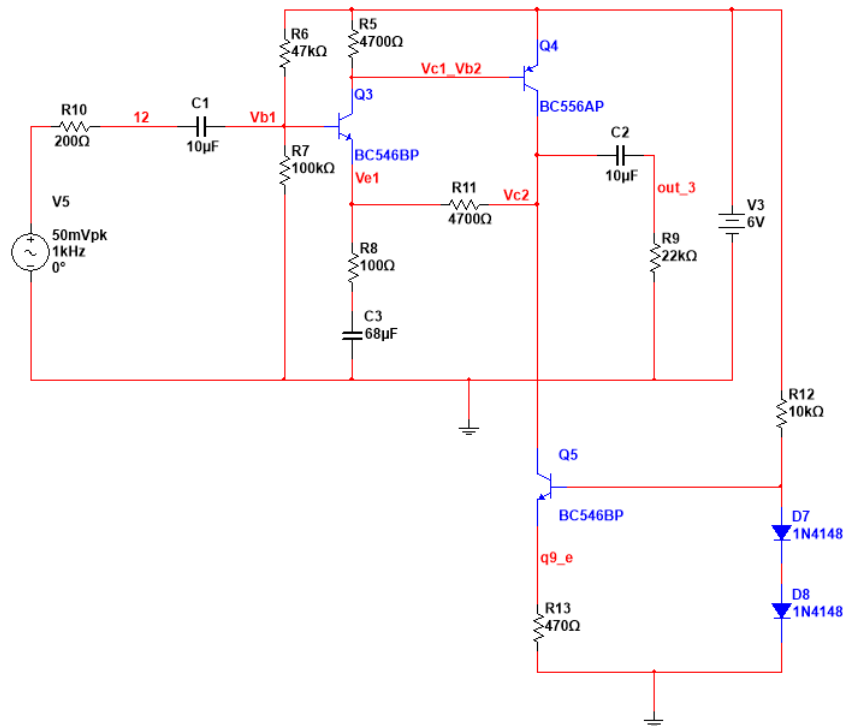 R6
47kΩ
R5
4700Ω
Q4
Vc1_Vb2
BC556AP
Q3
R10
200Ω
12
C1
10µF
Vb1
BC546BP
R7
100kΩ
Ve1
C2
10µF
out_3
R11
4700Ω
Vc2
V3
6V
V5
50mVpk
1kHz
0°
R8
100Ω
R9
22kΩ
C3
68µF
R12
10kΩ
Q5
BC546BP
D7
1N4148
q9_e
D8
1N4148
R13
470Ω